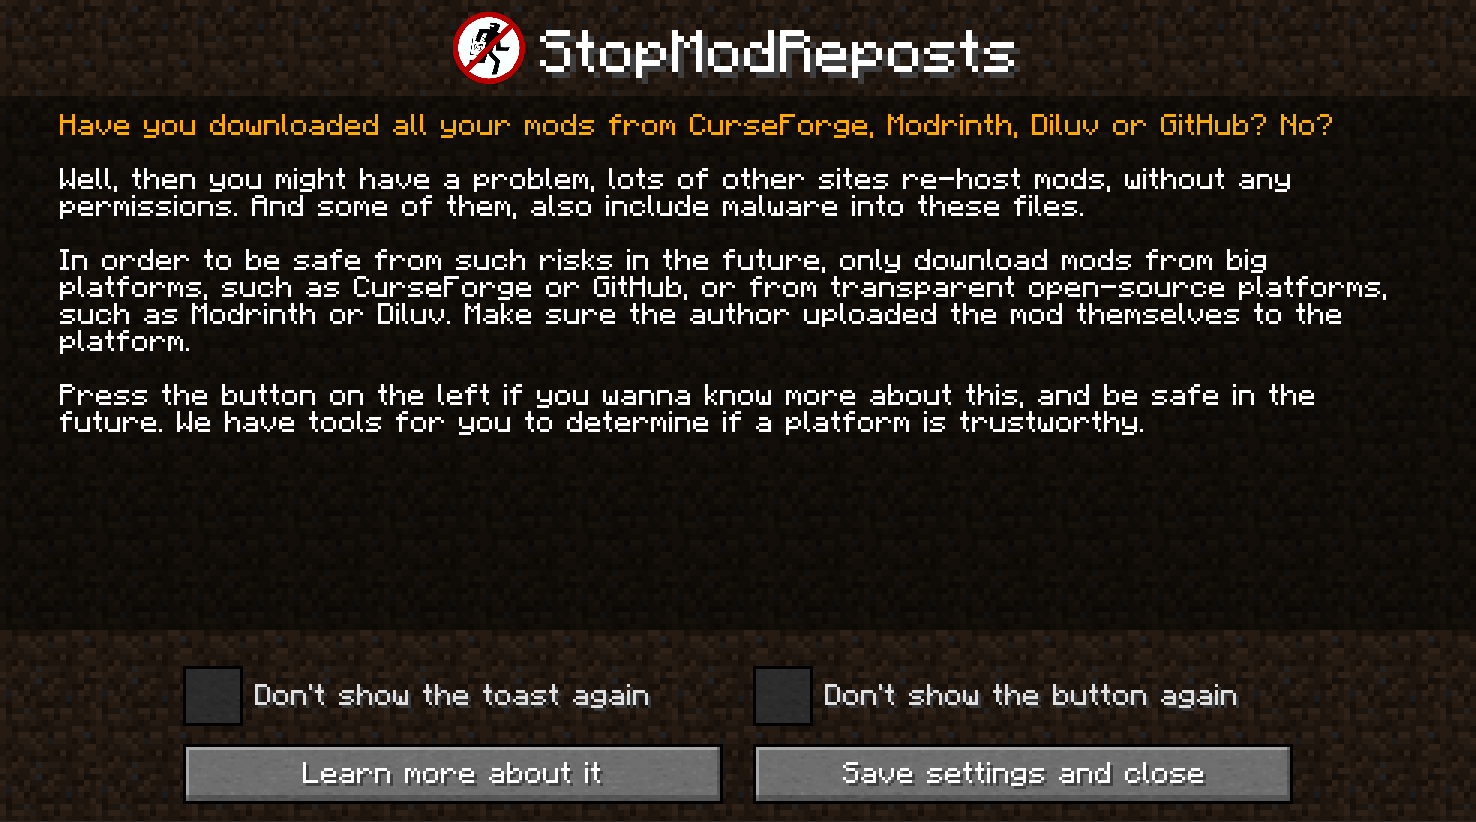 StopModReposts
Have you downloaded all your mods from CurseForge, Modrinth, Diluv or GitHub? No?
Well, then you might have a problem, lots of other sites re-host mods, without any
permissions. And some of them, also include malware into these files.
In order to be safe from such risks in the future, only download mods from big
platforms, such as CurseForge or GitHub, or from transparent open-source platforms,
such as Modrinth or Diluv. Make sure the author uploaded the mod themselves to the
platform.
Press the button on the left if you wanna know more about this, and be safe in the
future. We have tools for you to determine if a platform is trustworthy.
Don't show the toast again
Don't show the button again
Learn more about it
Save settings and close